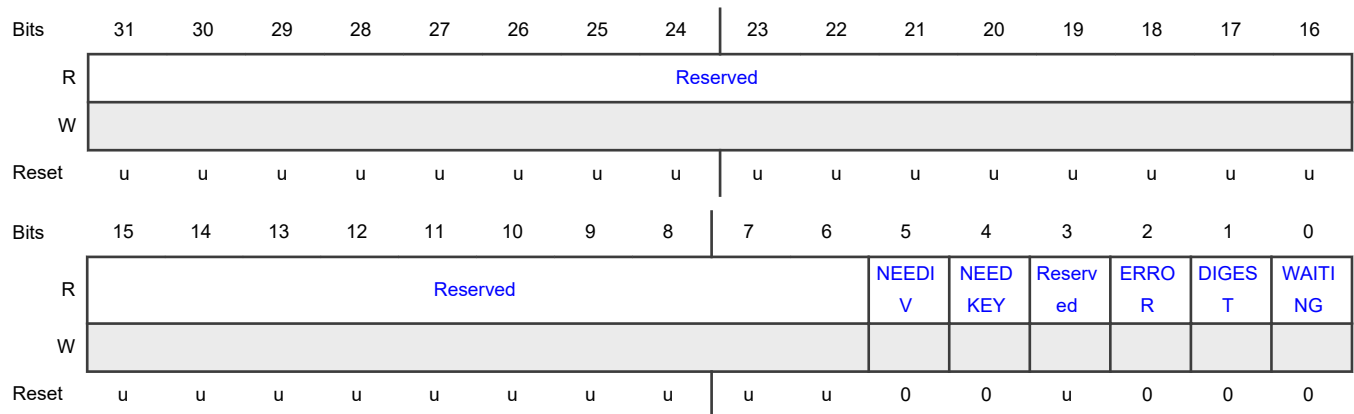 Bits 31 30 29 28 27 26 25 24 23 22 21 20 19 18 17 16
R Reserved
W
Reset u u u u u u u u u u u u u u u u
Bits 15 14 13 12 11 10 9 8 7 6 5 4 3 2 1 0
R Reserved NEEDI NEED Reserv ERRO DIGES WAITI
V KEY ed R T NG
W
Reset u u u u u u u u u u 0 0 u 0 0 0